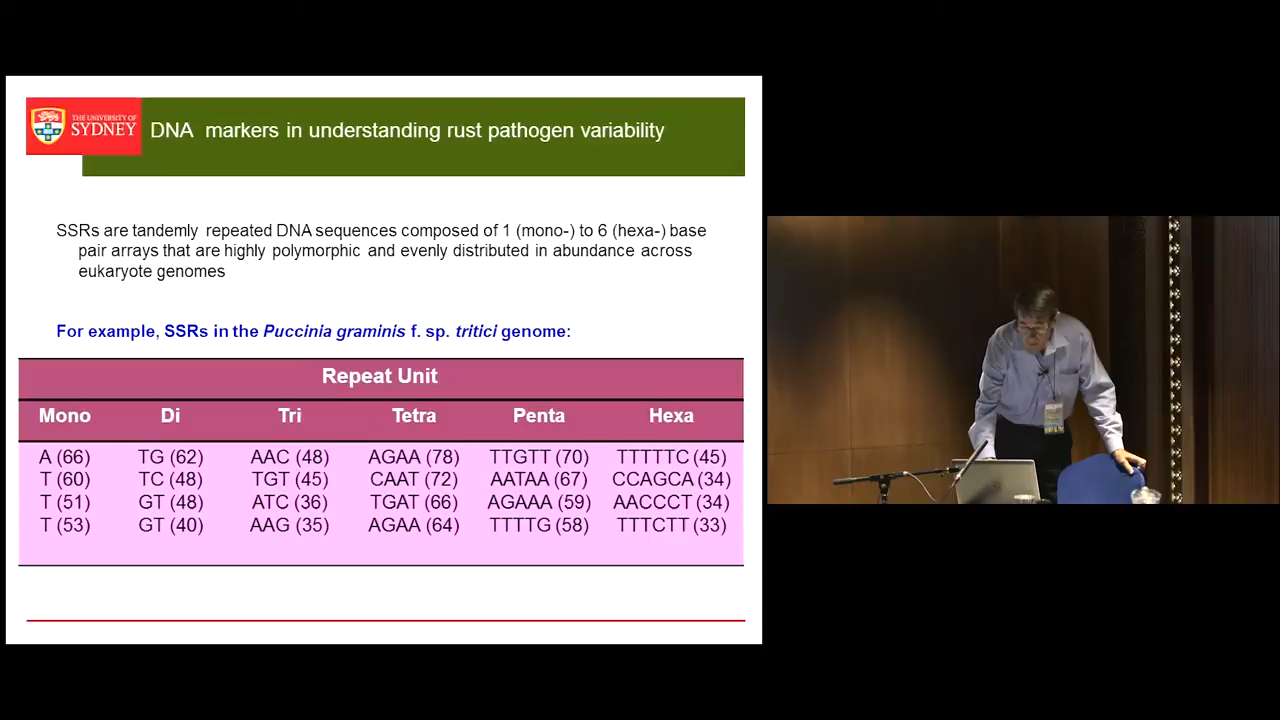 THE UNIVERSITY OF
SYDNEY
DNA markers in understanding rust pathogen variability
SSRs are tandemly repeated DNA sequences composed of 1 (mono-) to 6 (hexa-) base
pair arrays that are highly polymorphic and evenly distributed in abundance across
eukaryote genomes
For example, SSRs in the Puccinia graminis f. sp. tritici genome:
Repeat Unit
Mono Di Tri Tetra Penta Hexa
A (66) TG (62) AAC (48) AGAA (78) TTGTT (70) TTTTTC (45)
T (60) TC (48) TGT (45) CAAT (72) AATAA (67) CCAGCA (34)
T (51) GT (48) ATC (36) TGAT (66) AGAAA (59) AACCCT (34)
T (53) GT (40) AAG (35) AGAA (64) TTTTG (58) TTTCTT (33)